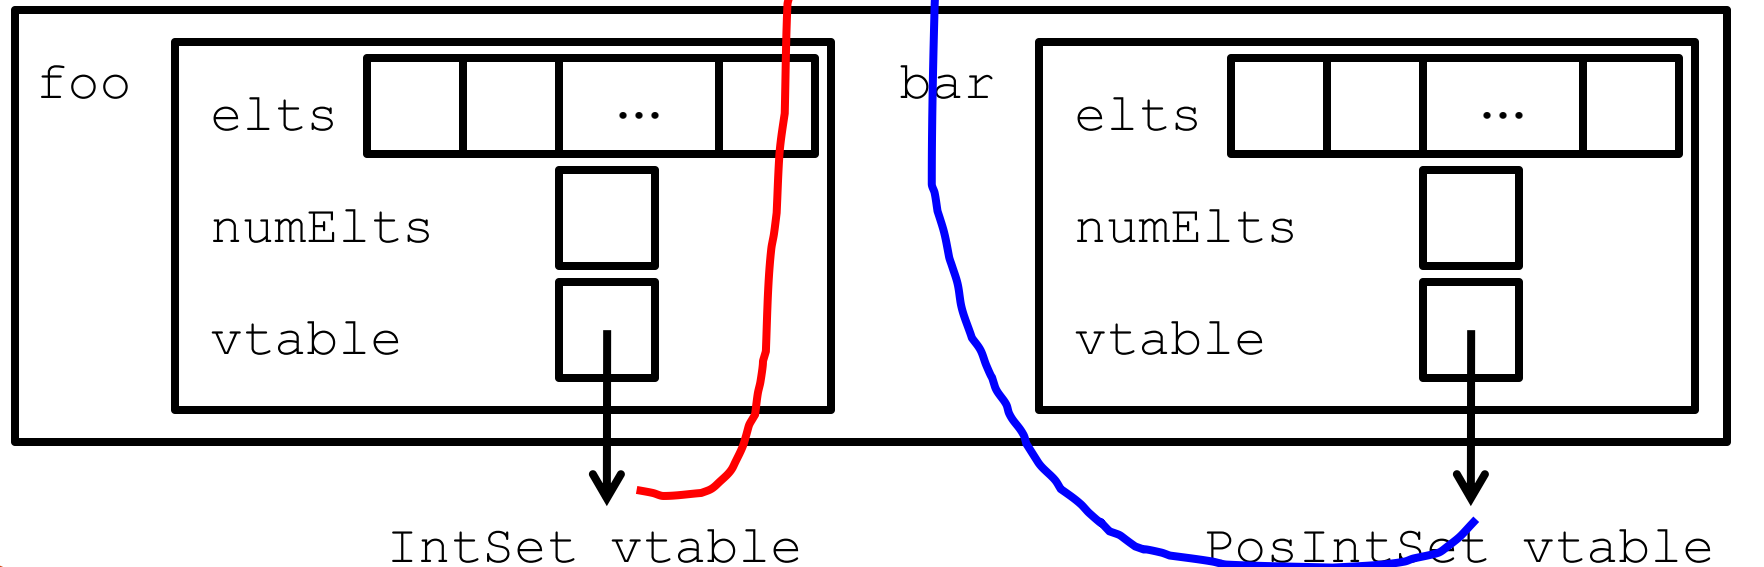 foo
elts ...
numElts
vtable
bar
elts ...
numElts
vtable
IntSet vtable
PosIntSet vtable